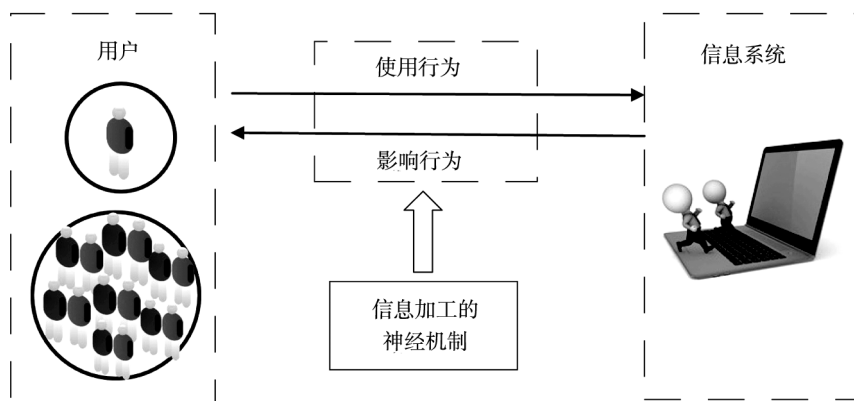 用户
使用行为
信息系统
影响行为
信息加工的
神经机制